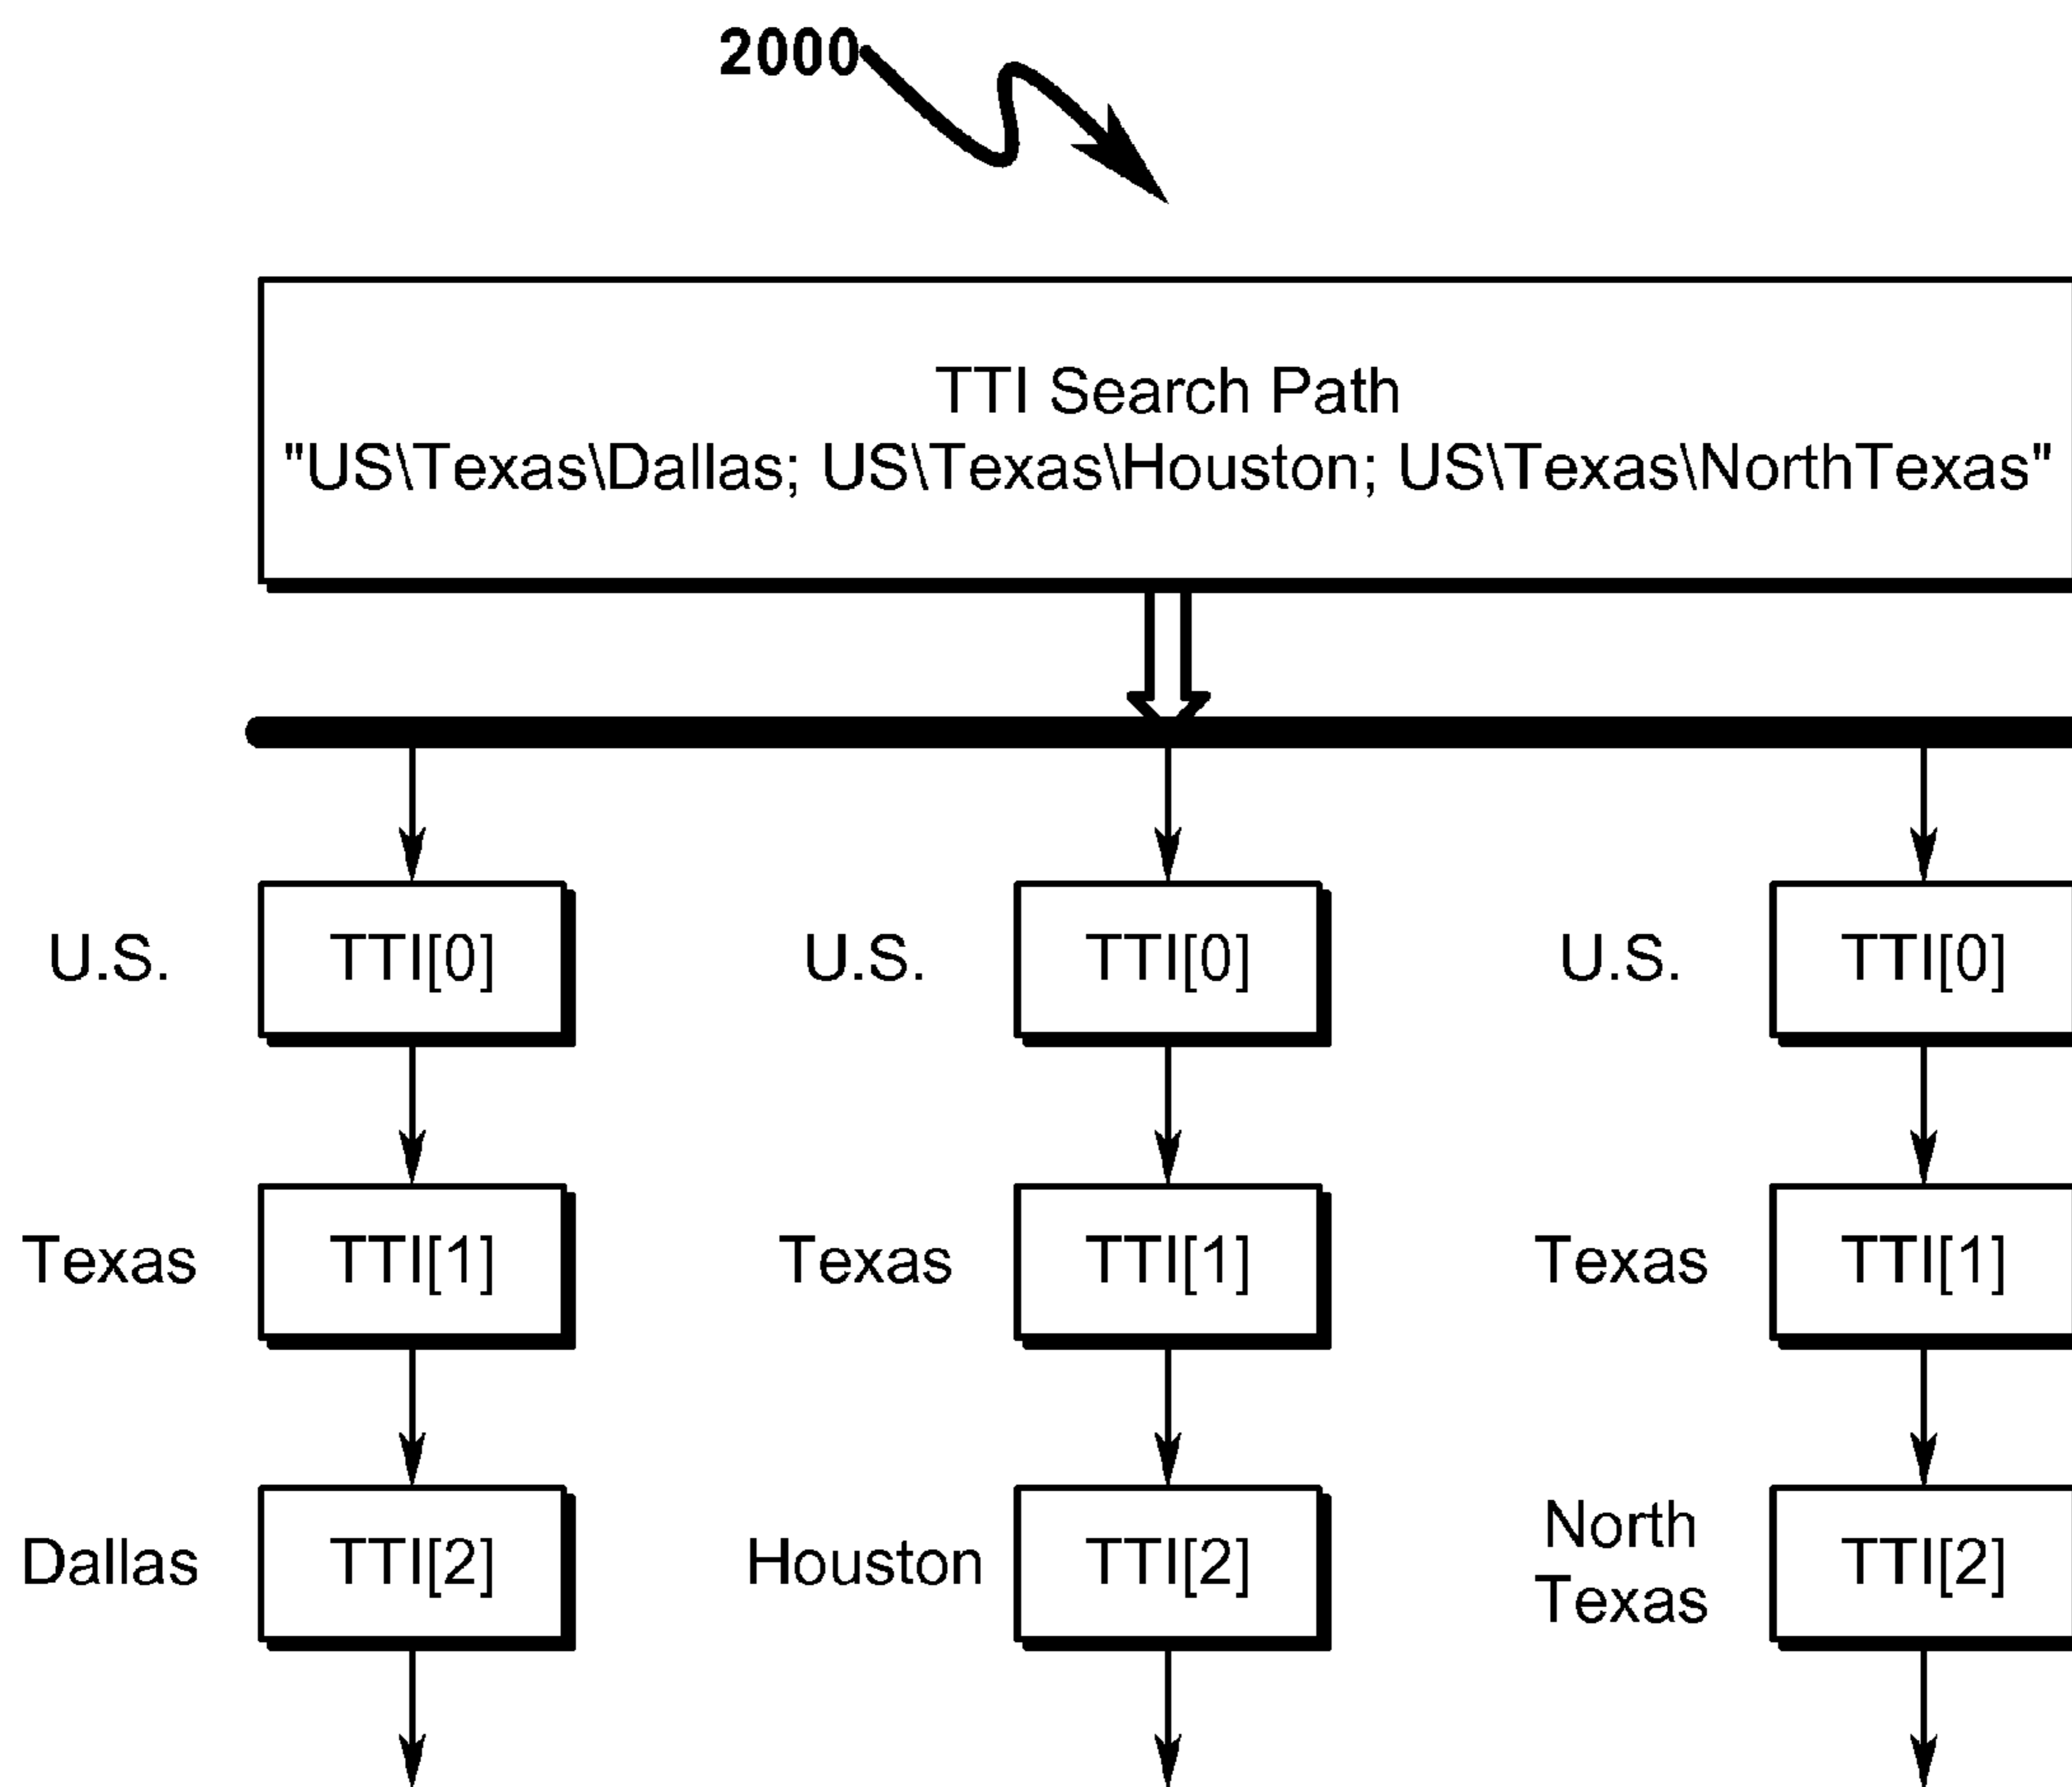 2000
TTI Search Path
"US\Texas\Dallas; US\Texas\Houston; US\Texas\NorthTexas"
U.S. TTI[0] U.S. TTI[0] U.S. TTI[0]
Texas TTI[1] Texas TTI[1] Texas TTI[1]
Dallas TTI[2] Houston TTI[2] North Texas TTI[2]